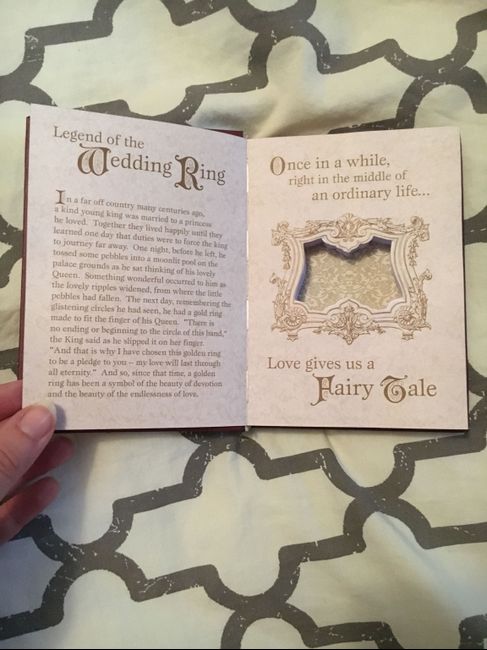 Legend of the
Wedding Ring
In a far off country many centuries ago,
a kind young king was married to a princess
he loved. Together they lived happily until they
learned one day that duties were to force the king
to journey far away. One night, before he left, he
tossed some pebbles into a moonlit pool on the
palace grounds as he sat thinking of his lovely
Queen. Something wonderful occurred to him as
the lovely ripples widened, from where the little
pebbles had fallen. The next day, remembering the
glistening circles he had seen, he had a gold ring
made to fit the finger of his Queen. "There is
no ending or beginning to the circle of this band,"
the King said as he slipped it on her finger.
"And that is why I have chosen this golden ring
to be a pledge to you – my love will last through
all eternity." And so, since that time, a golden
ring has been a symbol of the beauty of devotion
and the beauty of the endlessness of love.
Once in a while,
right in the middle of
an ordinary life...
Love gives us a
Fairy Tale